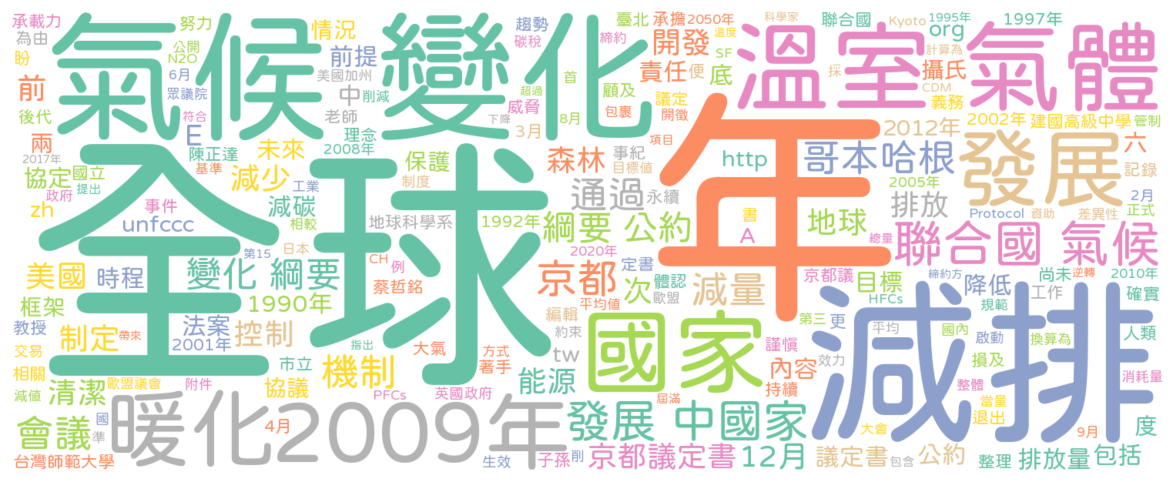 承載力
努力
情況
趨勢
臺北
承擔
2050年
科學家
Kyoto
1995年
聯合國
org
1997年
為由
公開
前提
碳稅
締約
開發
溫度
計算為
盼
N2O
美國加州
SF
底
便
責任
攝氏
採
CDM
氣候變化
溫室氣體
前
6月
眾議院
中
削減
超過
首
威脅
顧及
包裹
議定
開徵
義務
後代
符合
老師
下降
8月
3月
項目
2012年
2002年
建國高級中學
管制
兩
E
理念
2008年
未來
陳正達
國立
基準
保護
森林
事紀
目標值
http
哥本哈根
發展
六
記錄
2017年
協定
提出
減少
工業
制度
通過
永續
2005年
排放
2月
政府
zh
事件
減碳
相較
地球科學系
1992年
書
A
地球
Protocol
資助
差異性
正式
unfccc
全球
年
綱要 公約
總量
聯合國 氣候
第15
日本
CH
例
2020年
定書
京都議
締約方
尚未
逆轉
2010年
美國
時程
變化 綱要
蔡哲銘
京都
平均值
次
體認
歐盟
減量
目標
HFCs
降低
規範
工作
確實
框架
1990年
編輯
約束
第三
更
平均
國內
啟動
換算為
人類
教授
制定
帶來
法案
2001年
控制
指出
大氣
方式
著手
tw
國家
謹慎
內容
效力
損及
減排
消耗量
交易
相關
市立
機制
能源
持續
整體
當量
退出
減值
清潔
歐盟議會
附件
協議
PFCs
英國政府
屆滿
國
準
暖化
2009年
發展 中國家
大會
9月
度
會議
4月
台灣師範大學
生效
子孫
削
京都議定書
12月
議定書
包含
公約
整理
排放量
包括